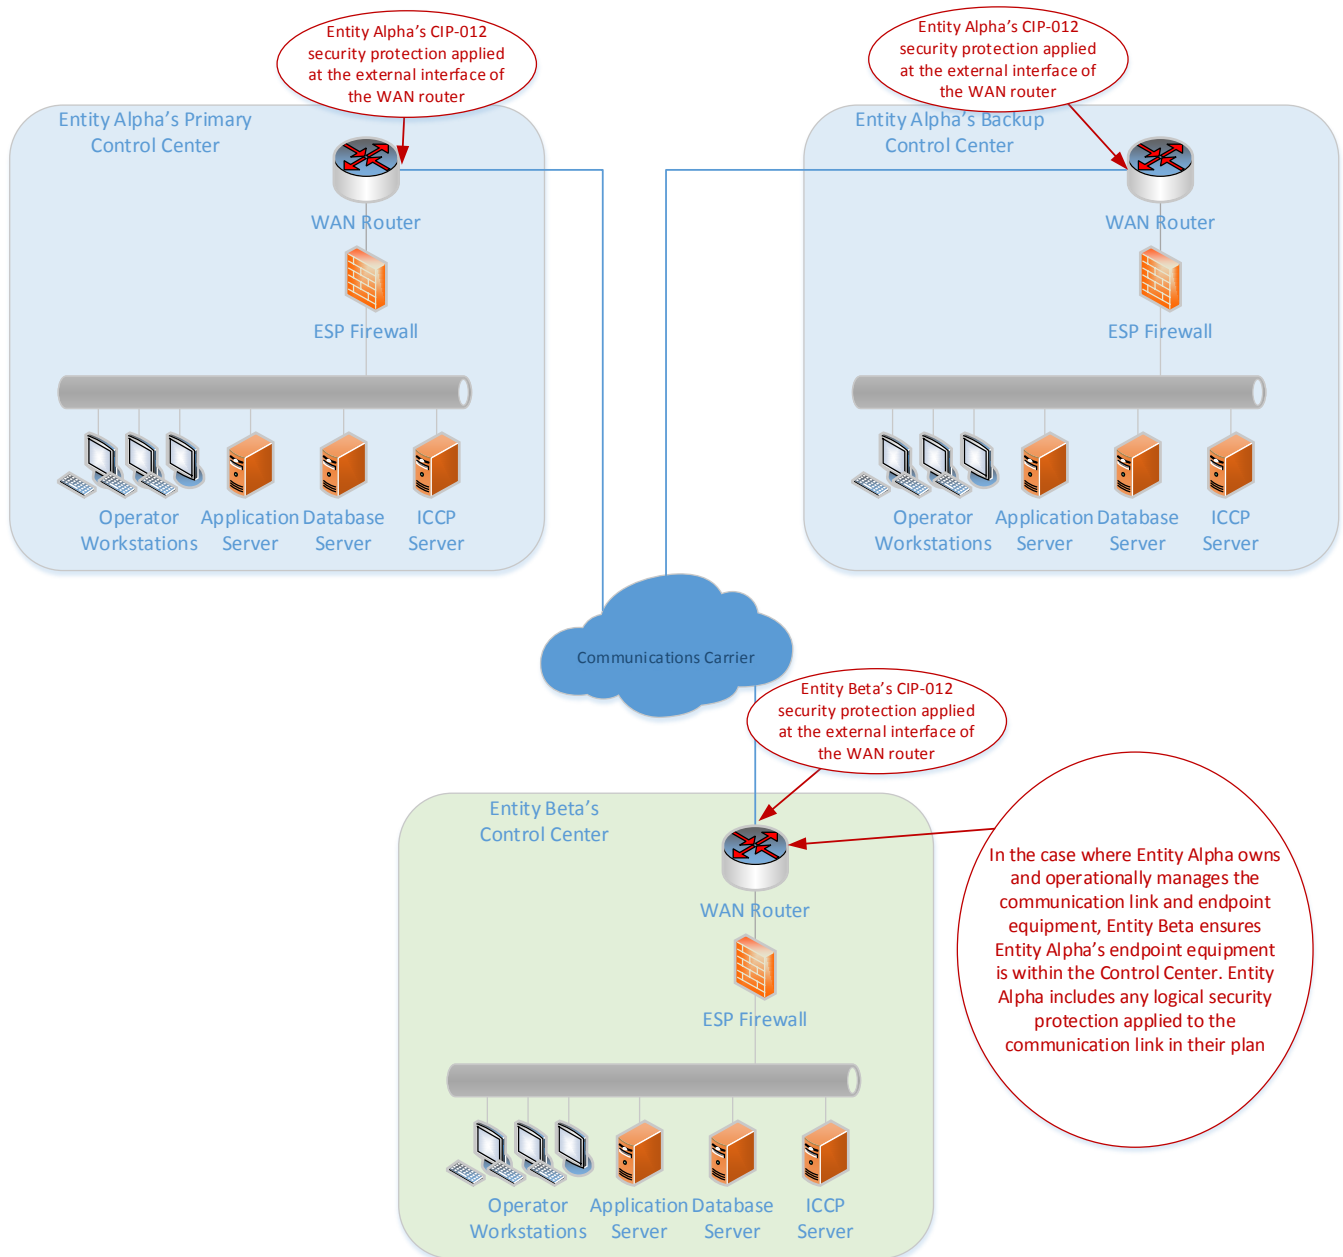 Entity Alpha's CIP-012
security protection applied
at the external interface of
the WAN router
Entity Alpha's CIP-012
security protection applied
at the external interface of
the WAN router
Entity Alpha's Primary
Control Center
WAN Router
ESP Firewall
Operator
Workstations
Application
Server
Database
Server
ICCP
Server
Entity Alpha's Backup
Control Center
WAN Router
ESP Firewall
Operator
Workstations
Application
Server
Database
Server
ICCP
Server
Communications Carrier
Entity Beta's CIP-012
security protection applied
at the external interface of
the WAN router
Entity Beta's
Control Center
WAN Router
ESP Firewall
In the case where Entity Alpha owns
and operationally manages the
communication link and endpoint
equipment, Entity Beta ensures
Entity Alpha's endpoint equipment
is within the Control Center. Entity
Alpha includes any logical security
protection applied to the
communication link in their plan
Operator
Workstations
Application
Server
Database
Server
ICCP
Server